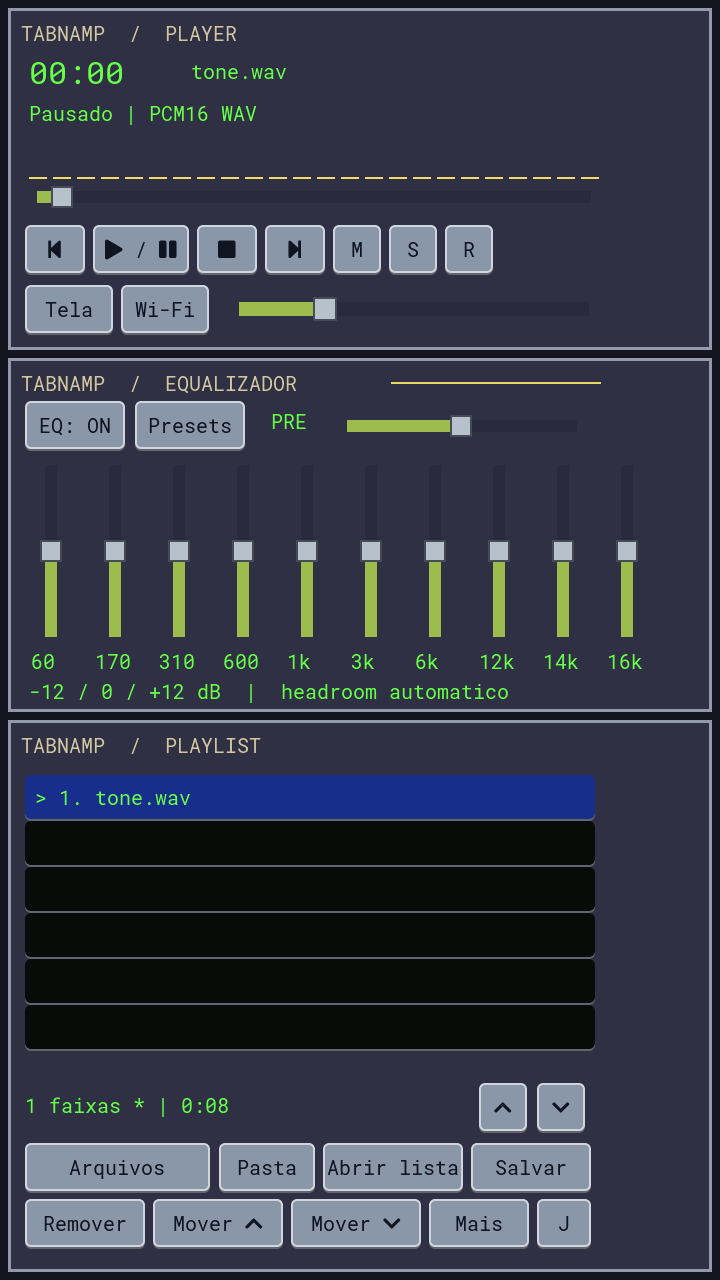 TABNAMP / PLAYER
00:00 tone.wav
Pausado | PCM16 WAV
/ M S R
Tela Wi-Fi
TABNAMP / EQUALIZADOR
EQ: ON Presets PRE
60 170 310 600 1k 3k 6k 12k 14k 16k
-12 / 0 / +12 dB | headroom automatico
TABNAMP / PLAYLIST
> 1. tone.wav
1 faixas * | 0:08
Arquivos Pasta Abrir lista Salvar
Remover Mover Mover Mais J